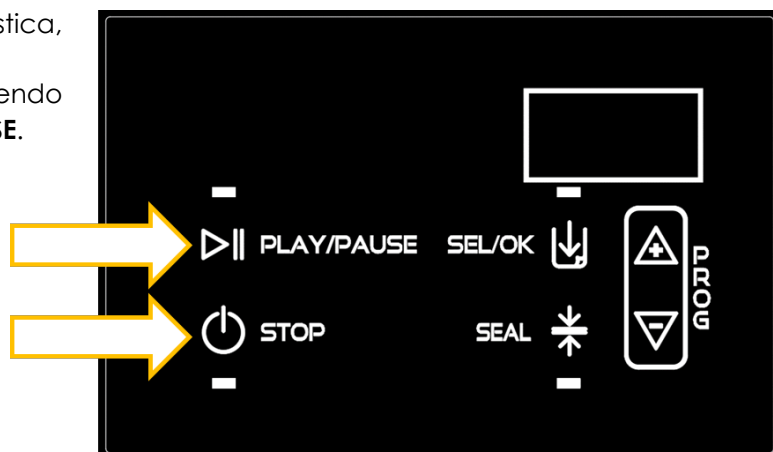 stica,
endo
SE.
PLAY/PAUSE SEL/OK
STOP SEAL
PROG